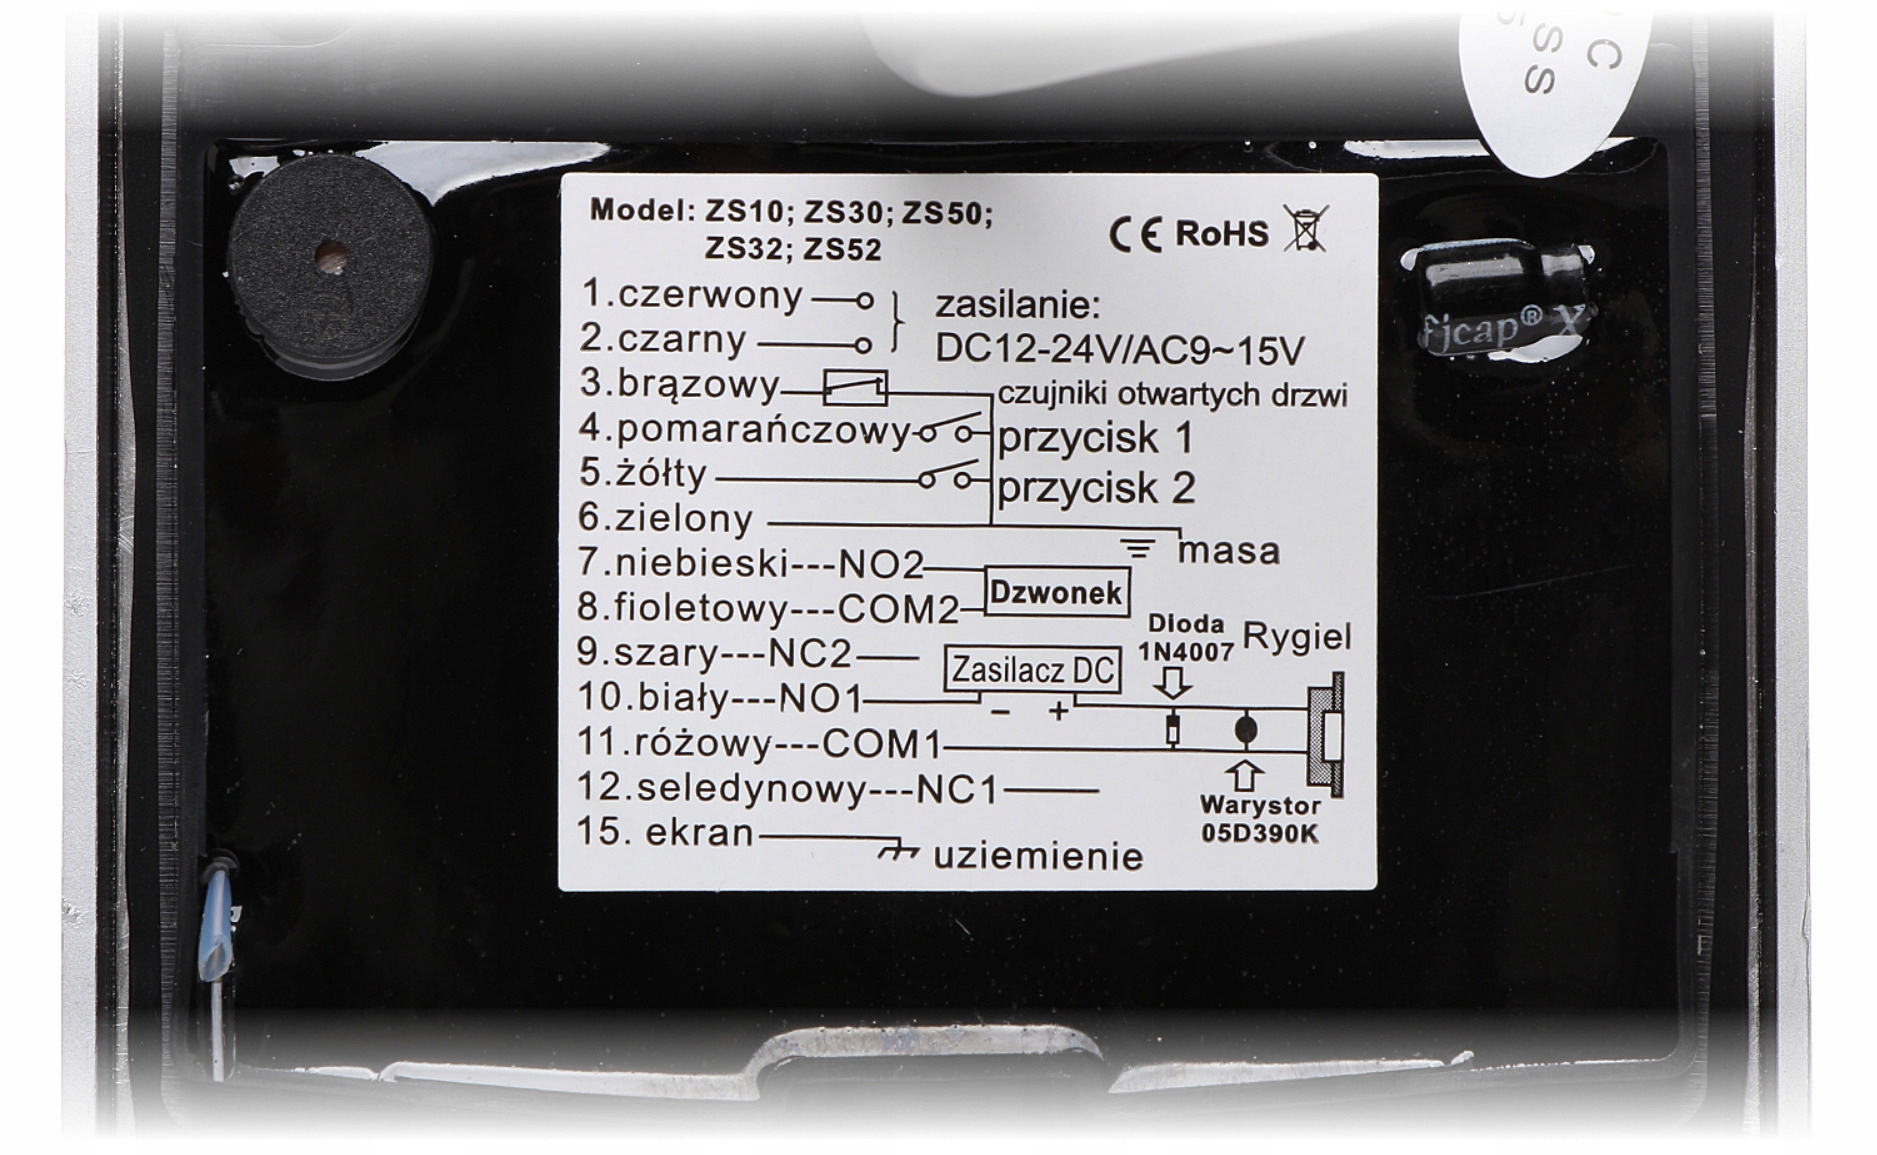 Model: ZS10; ZS30; ZS50;
ZS32; ZS52
CE RoHS
1.czerwony
2.czarny
zasilanie:
DC12-24V/AC9~15V
3.brązowy
czujniki otwartych drzwi
4.pomarańczowy
przycisk 1
5.żółty
przycisk 2
6.zielony
masa
7.niebieski---NO2
8.fioletowy---COM2
Dzwonek
9.szary---NC2
Zasilacz DC
Dioda
1N4007
Rygiel
10.biały---NO1
- +
11.różowy---COM1
12.seledynowy---NC1
Warystor
05D390K
15. ekran
uziemienie
fjcap® X
C
SS